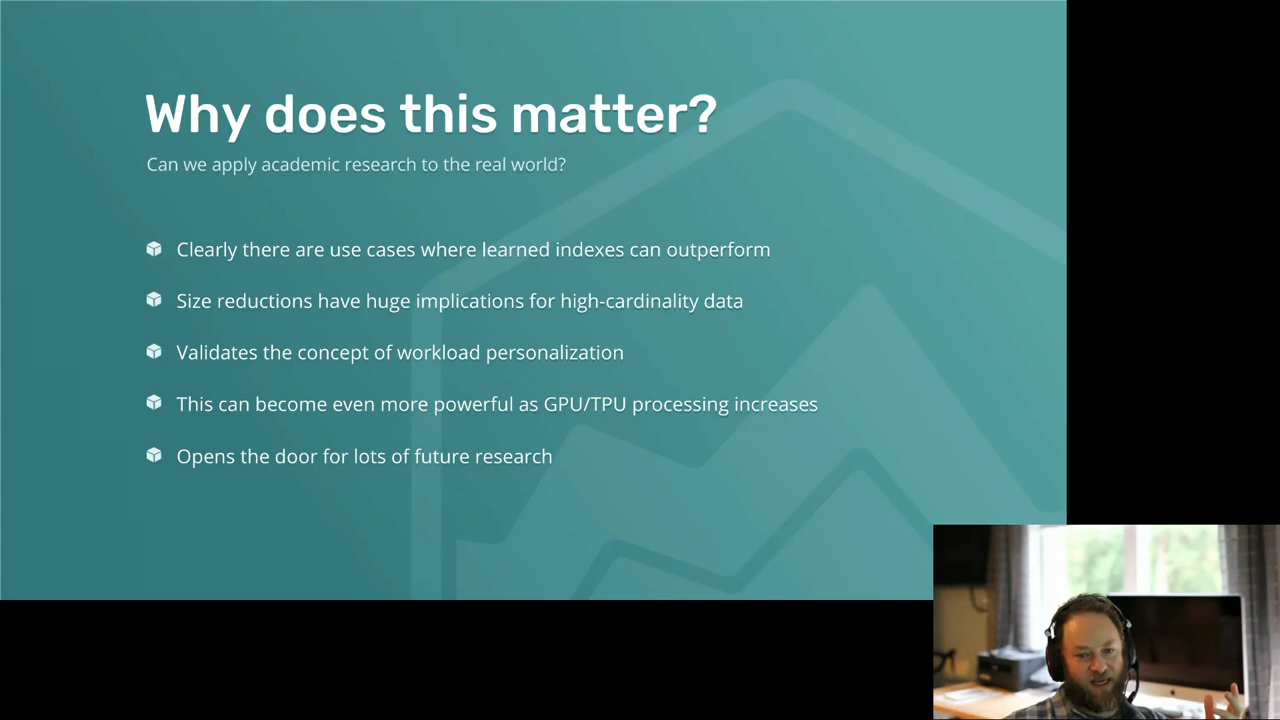 Why does this matter?
Can we apply academic research to the real world?
Clearly there are use cases where learned indexes can outperform
Size reductions have huge implications for high-cardinality data
Validates the concept of workload personalization
This can become even more powerful as GPU/TPU processing increases
Opens the door for lots of future research